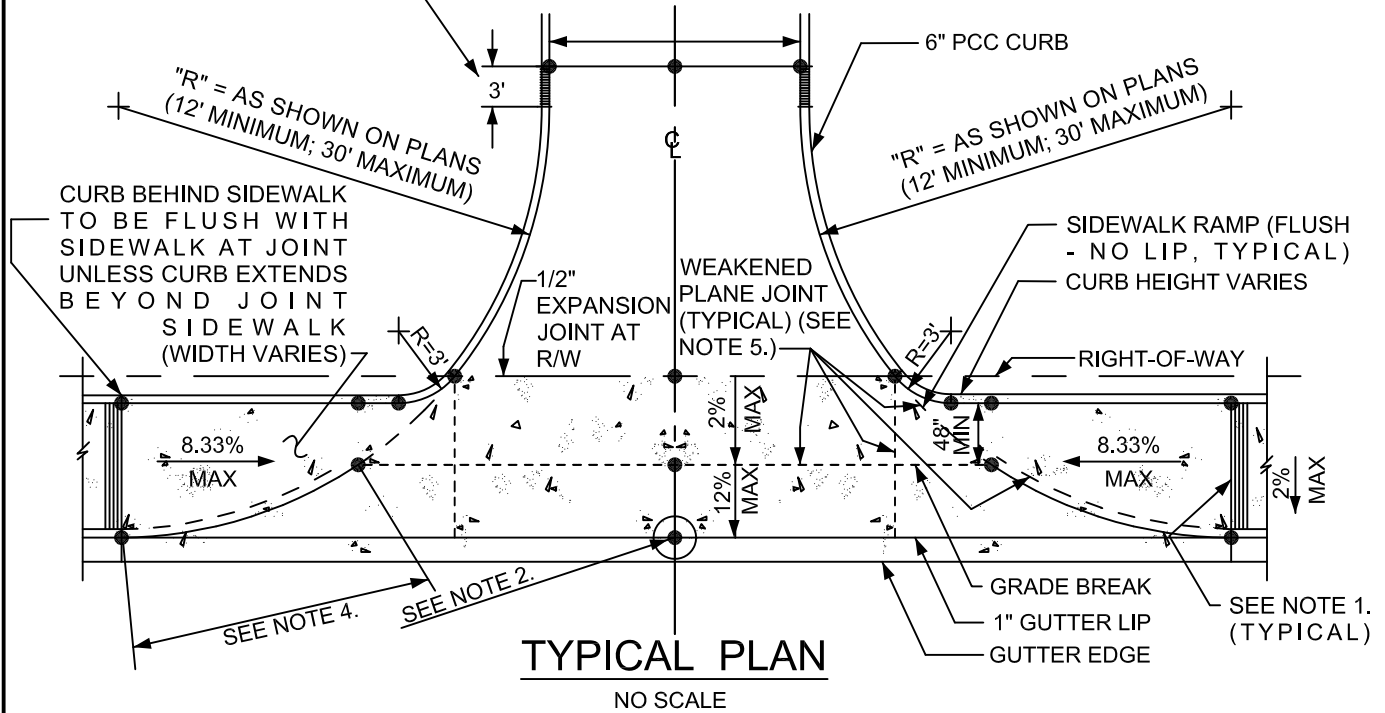 6" PCC CURB
3'
"R" = AS SHOWN ON PLANS
(12' MINIMUM; 30' MAXIMUM)
"R" = AS SHOWN ON PLANS
(12' MINIMUM; 30' MAXIMUM)
CL
CURB BEHIND SIDEWALK
TO BE FLUSH WITH
SIDEWALK AT JOINT
UNLESS CURB EXTENDS
BEYOND JOINT
SIDEWALK
(WIDTH VARIES)
R=3'
1/2"
EXPANSION
JOINT AT
R/W
WEAKENED
PLANE JOINT
(TYPICAL) (SEE
NOTE 5.)
R=3'
SIDEWALK RAMP (FLUSH
- NO LIP, TYPICAL)
CURB HEIGHT VARIES
RIGHT-OF-WAY
8.33%
MAX
2%
MAX
12%
MAX
48"
MIN
8.33%
MAX
2%
MAX
SEE NOTE 4.
SEE NOTE 2.
GRADE BREAK
1" GUTTER LIP
GUTTER EDGE
SEE NOTE 1.
(TYPICAL)
TYPICAL PLAN
NO SCALE